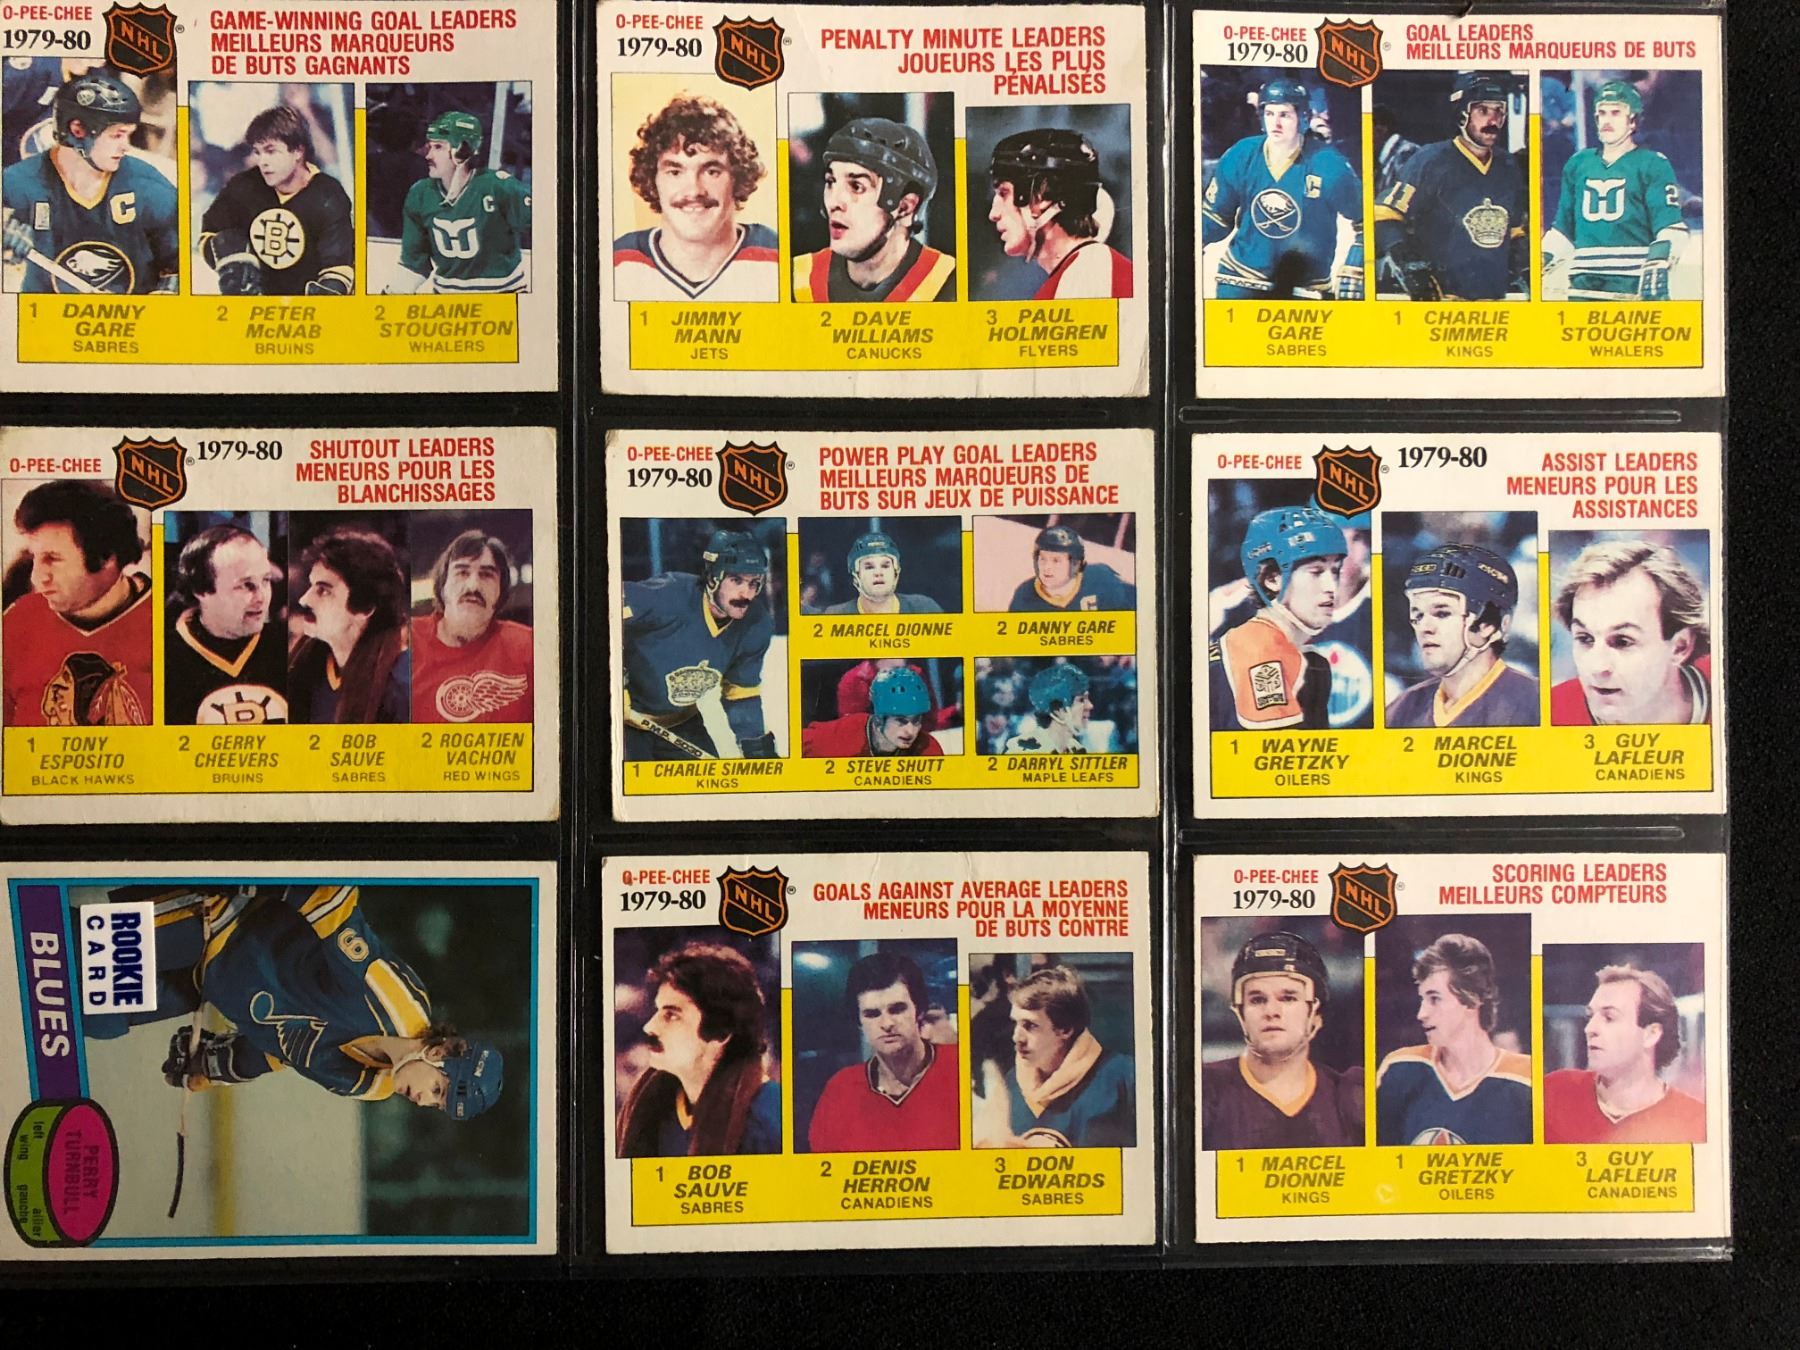 O-PEE-CHEE
1979-80
NHL
GAME-WINNING GOAL LEADERS
MEILLEURS MARQUEURS
DE BUTS GAGNANTS
1 DANNY GARE
SABRES
2 PETER McNAB
BRUINS
2 BLAINE STOUGHTON
WHALERS
O-PEE-CHEE
1979-80
NHL
PENALTY MINUTE LEADERS
JOUEURS LES PLUS
PÉNALISÉS
1 JIMMY MANN
JETS
2 DAVE WILLIAMS
CANUCKS
3 PAUL HOLMGREN
FLYERS
O-PEE-CHEE
1979-80
NHL
GOAL LEADERS
MEILLEURS MARQUEURS DE BUTS
1 DANNY GARE
SABRES
1 CHARLIE SIMMER
KINGS
1 BLAINE STOUGHTON
WHALERS
O-PEE-CHEE
NHL
1979-80
SHUTOUT LEADERS
MENEURS POUR LES
BLANCHISSAGES
1 TONY ESPOSITO
BLACK HAWKS
2 GERRY CHEEVERS
BRUINS
2 BOB SAUVE
SABRES
2 ROGATIEN VACHON
RED WINGS
O-PEE-CHEE
1979-80
NHL
POWER PLAY GOAL LEADERS
MEILLEURS MARQUEURS DE
BUTS SUR JEUX DE PUISSANCE
2 MARCEL DIONNE
KINGS
2 DANNY GARE
SABRES
1 CHARLIE SIMMER
KINGS
2 STEVE SHUTT
CANADIENS
2 DARRYL SITTLER
MAPLE LEAFS
O-PEE-CHEE
NHL
1979-80
ASSIST LEADERS
MENEURS POUR LES
ASSISTANCES
1 WAYNE GRETZKY
OILERS
2 MARCEL DIONNE
KINGS
3 GUY LAFLEUR
CANADIENS
ROOKIE
CARD
BLUES
PERRY
TURNBULL
left ailier
wing gauche
O-PEE-CHEE
1979-80
NHL
GOALS AGAINST AVERAGE LEADERS
MENEURS POUR LA MOYENNE
DE BUTS CONTRE
1 BOB SAUVE
SABRES
2 DENIS HERRON
CANADIENS
3 DON EDWARDS
SABRES
O-PEE-CHEE
1979-80
NHL
SCORING LEADERS
MEILLEURS COMPTEURS
1 MARCEL DIONNE
KINGS
1 WAYNE GRETZKY
OILERS
3 GUY LAFLEUR
CANADIENS